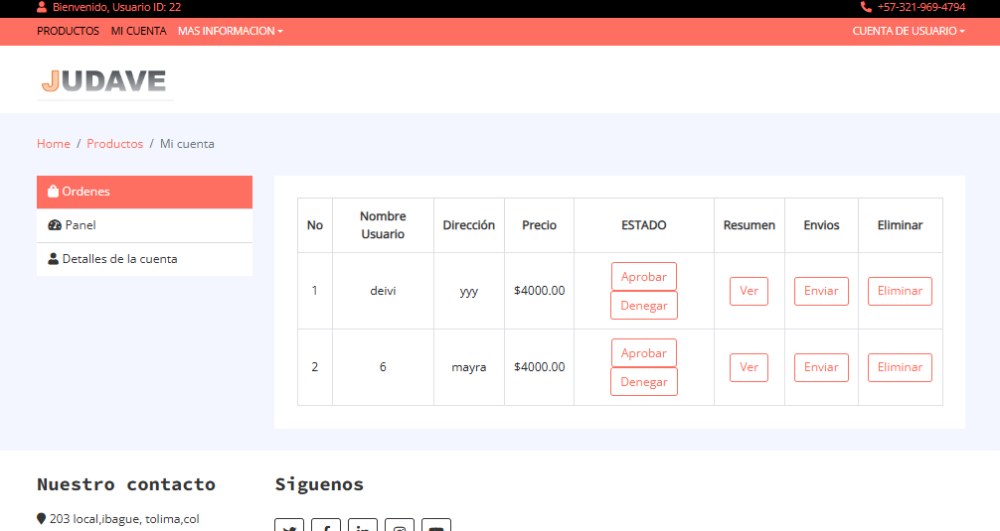 Bienvenido, Usuario ID: 22 +57-321-969-4794
PRODUCTOS MI CUENTA MAS INFORMACION CUENTA DE USUARIO
JUDAVE
Home / Productos / Mi cuenta
Ordenes
Panel
Detalles de la cuenta
No Nombre Usuario Dirección Precio ESTADO Resumen Envios Eliminar
1 deivi yyy $4000.00 Aprobar Denegar Ver Enviar Eliminar
2 6 mayra $4000.00 Aprobar Denegar Ver Enviar Eliminar
Nuestro contacto
203 local,ibague, tolima,col
Siguenos